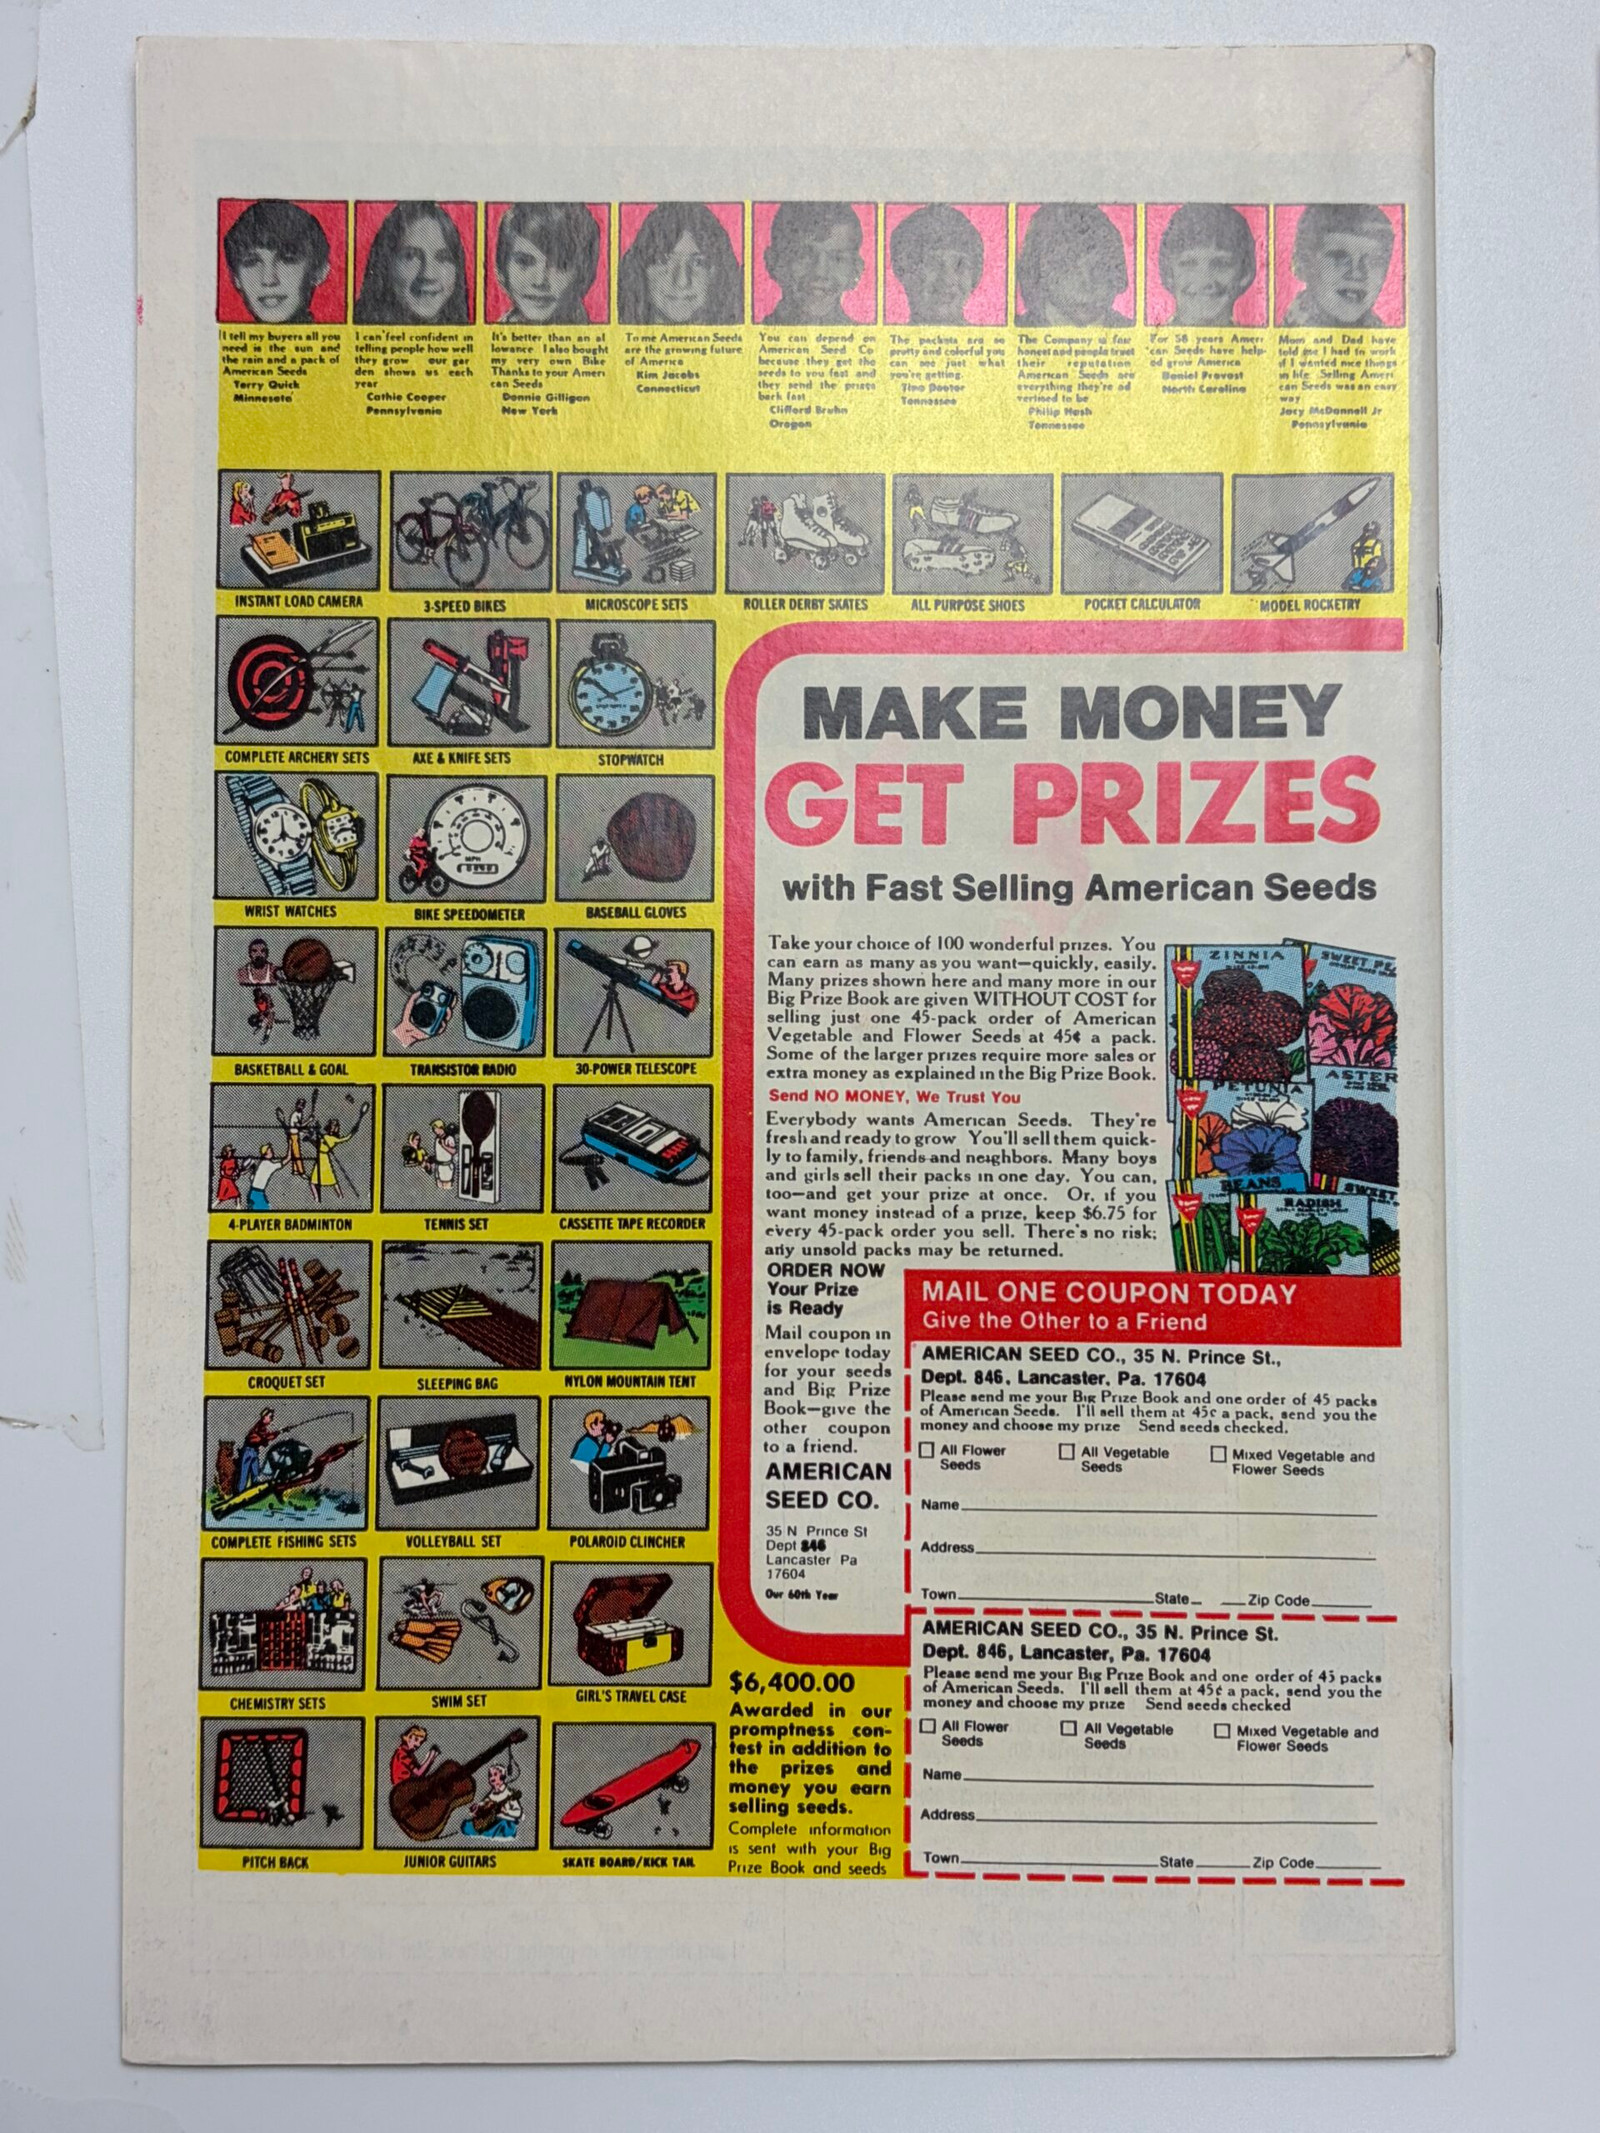 I tell my buyers all you
need is the sun and
the rain and a pack of
American Seeds
Terry Quick
Minnesota
I can feel confident in
telling people how well
they grow our gar
den shows us each
year
Cathie Cooper
Pennsylvania
It's better than an al
lowance. I also bought
my very own Bike
Thanks to your Ameri
can Seeds
Donnie Gilligan
New York
To me American Seeds
are the growing future
of America
Kim Jacobs
Connecticut
You can depend on
American Seed Co
because they get the
seeds to you fast and
they send the prizes
back fast
Clifford Bruhn
Oregon
The packets are so
pretty and colorful you
can see just what
you're getting.
Tina Doctor
Tennessee
The Company is fair
honest and people trust
their reputation
American Seeds are
everything they're ad
vertised to be
Philip Hash
Tennessee
For 58 years Ameri
can Seeds have help-
ed grow America
Daniel Provost
North Carolina
Mom and Dad have
told me I had to work
if I wanted nice things
in life Selling Ameri
can Seeds was an easy
way
Jacy McDannell Jr
Pennsylvania
INSTANT LOAD CAMERA
3-SPEED BIKES
MICROSCOPE SETS
ROLLER DERBY SKATES
ALL PURPOSE SHOES
POCKET CALCULATOR
MODEL ROCKETRY
COMPLETE ARCHERY SETS
AXE & KNIFE SETS
STOPWATCH
WRIST WATCHES
BIKE SPEEDOMETER
BASEBALL GLOVES
BASKETBALL & GOAL
TRANSISTOR RADIO
30-POWER TELESCOPE
4-PLAYER BADMINTON
TENNIS SET
CASSETTE TAPE RECORDER
CROQUET SET
SLEEPING BAG
NYLON MOUNTAIN TENT
COMPLETE FISHING SETS
VOLLEYBALL SET
POLAROID CLINCHER
CHEMISTRY SETS
SWIM SET
GIRL'S TRAVEL CASE
PITCH BACK
JUNIOR GUITARS
SKATE BOARD/KICK TAIL
MAKE MONEY
GET PRIZES
with Fast Selling American Seeds
Take your choice of 100 wonderful prizes. You
can earn as many as you want—quickly, easily.
Many prizes shown here and many more in our
Big Prize Book are given WITHOUT COST for
selling just one 45-pack order of American
Vegetable and Flower Seeds at 45¢ a pack.
Some of the larger prizes require more sales or
extra money as explained in the Big Prize Book.
Send NO MONEY, We Trust You
Everybody wants American Seeds. They're
fresh and ready to grow You'll sell them quick-
ly to family, friends and neighbors. Many boys
and girls sell their packs in one day. You can,
too—and get your prize at once. Or, if you
want money instead of a prize, keep $6.75 for
every 45-pack order you sell. There's no risk;
any unsold packs may be returned.
ZINNIA
SWEET PE
PETUNIA
ASTER
BEANS
RADISH
SWEET
ORDER NOW
Your Prize
is Ready
Mail coupon in
envelope today
for your seeds
and Big Prize
Book—give the
other coupon
to a friend.
AMERICAN
SEED CO.
35 N Prince St
Dept 846
Lancaster Pa
17604
Our 60th Year
$6,400.00
Awarded in our
promptness con-
test in addition to
the prizes and
money you earn
selling seeds.
Complete information
is sent with your Big
Prize Book and seeds
MAIL ONE COUPON TODAY
Give the Other to a Friend
AMERICAN SEED CO., 35 N. Prince St.,
Dept. 846, Lancaster, Pa. 17604
Please send me your Big Prize Book and one order of 45 packs
of American Seeds. I'll sell them at 45¢ a pack, send you the
money and choose my prize Send seeds checked.
All Flower Seeds
All Vegetable Seeds
Mixed Vegetable and Flower Seeds
Name
Address
Town State Zip Code
AMERICAN SEED CO., 35 N. Prince St.
Dept. 846, Lancaster, Pa. 17604
Please send me your Big Prize Book and one order of 45 packs
of American Seeds. I'll sell them at 45¢ a pack, send you the
money and choose my prize Send seeds checked
All Flower Seeds
All Vegetable Seeds
Mixed Vegetable and Flower Seeds
Name
Address
Town State Zip Code